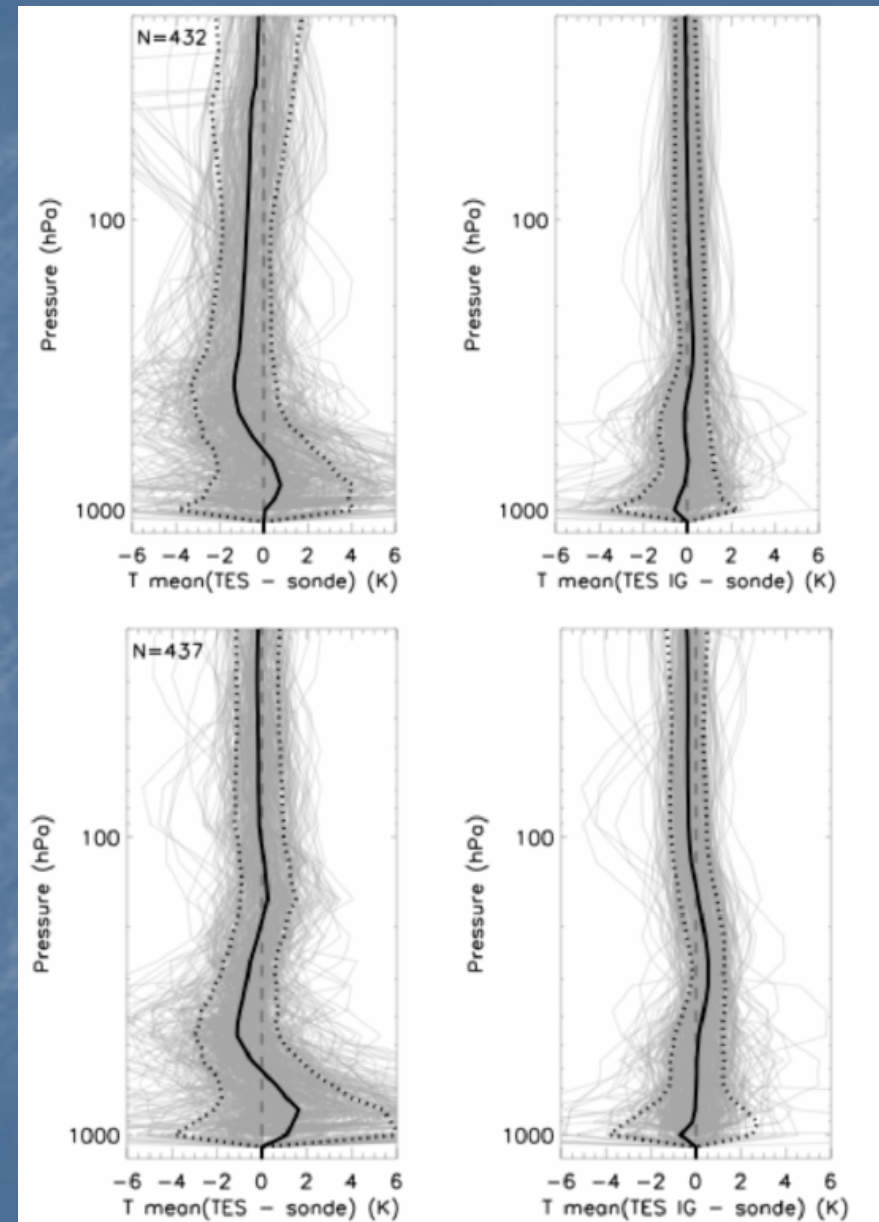 N=432
Pressure (hPa)
100
1000
-6 -4 -2 0 2 4 6
T mean(TES - sonde) (K)
Pressure (hPa)
100
1000
-6 -4 -2 0 2 4 6
T mean(TES IG - sonde) (K)
N=437
Pressure (hPa)
100
1000
-6 -4 -2 0 2 4 6
T mean(TES - sonde) (K)
Pressure (hPa)
100
1000
-6 -4 -2 0 2 4 6
T mean(TES IG - sonde) (K)